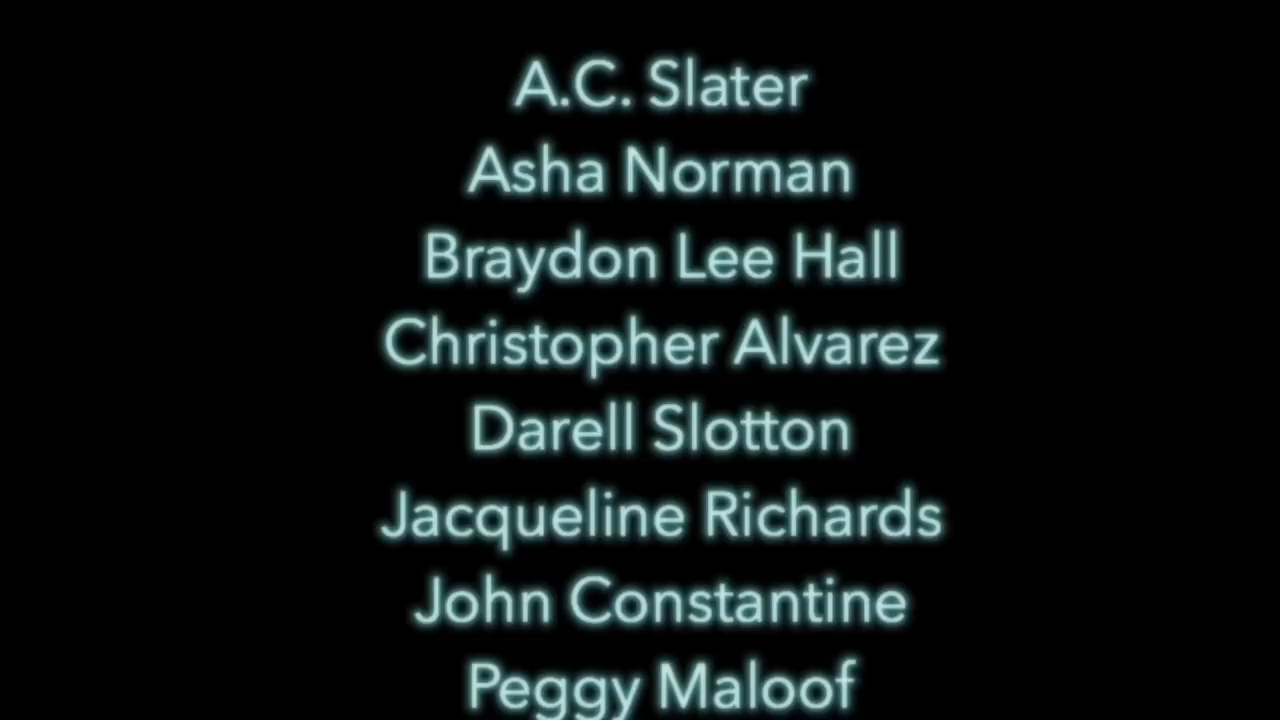 A.C. Slater
Asha Norman
Braydon Lee Hall
Christopher Alvarez
Darell Slotton
Jacqueline Richards
John Constantine
Peggy Maloof